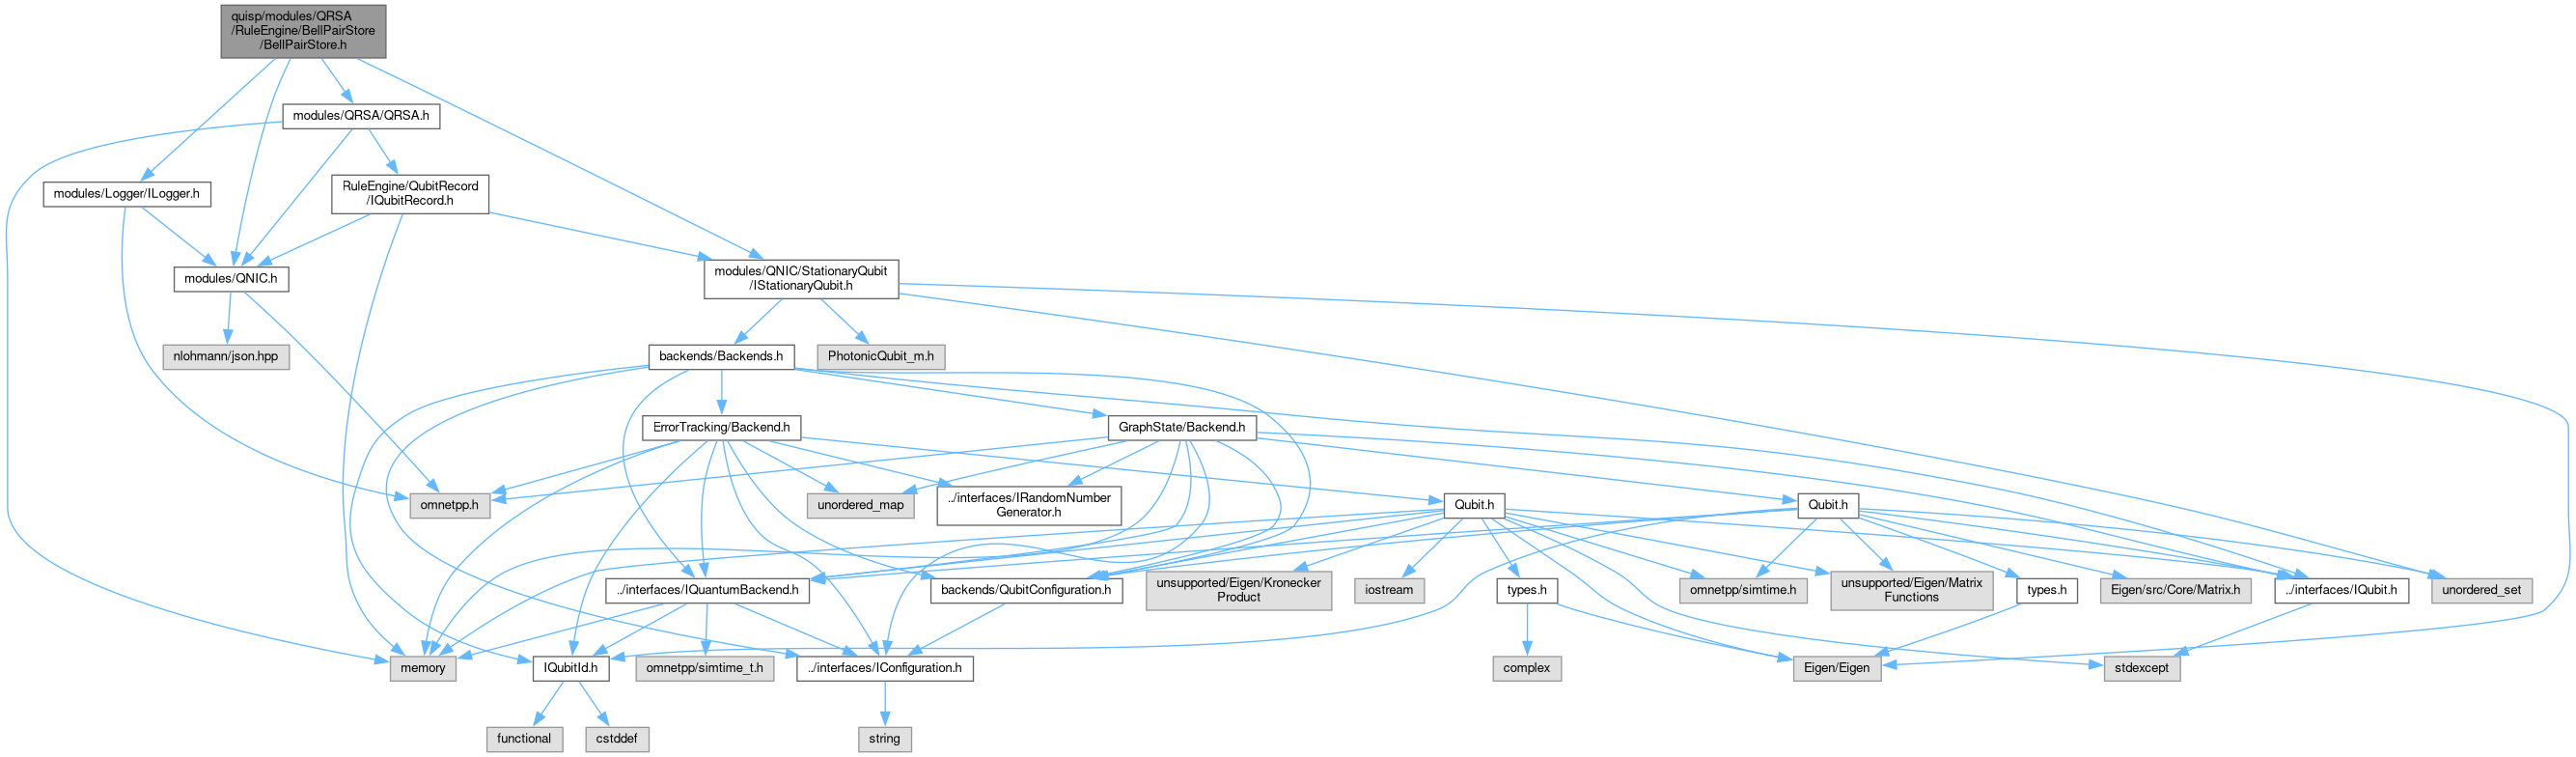 quisp/modules/QRSA
/RuleEngine/BellPairStore
/BellPairStore.h
modules/QRSA/QRSA.h
modules/Logger/ILogger.h
RuleEngine/QubitRecord
/IQubitRecord.h
modules/QNIC.h
modules/QNIC/StationaryQubit
/IStationaryQubit.h
nlohmann/json.hpp
backends/Backends.h
PhotonicQubit_m.h
ErrorTracking/Backend.h
GraphState/Backend.h
omnetpp.h
unordered_map
../interfaces/IRandomNumber
Generator.h
Qubit.h
Qubit.h
../interfaces/IQuantumBackend.h
backends/QubitConfiguration.h
unsupported/Eigen/Kronecker
Product
iostream
types.h
omnetpp/simtime.h
unsupported/Eigen/Matrix
Functions
types.h
Eigen/src/Core/Matrix.h
../interfaces/IQubit.h
unordered_set
memory
IQubitId.h
omnetpp/simtime_t.h
../interfaces/IConfiguration.h
complex
Eigen/Eigen
stdexcept
functional
cstddef
string